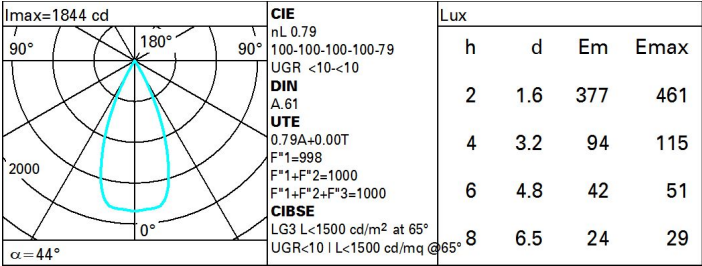 Imax=1844 cd
90° 180° 90°
2000
0°
α=44°
CIE
nL 0.79
100-100-100-100-79
UGR <10-<10
DIN
A.61
UTE
0.79A+0.00T
F"1=998
F"1+F"2=1000
F"1+F"2+F"3=1000
CIBSE
LG3 L<1500 cd/m² at 65°
UGR<10 | L<1500 cd/mq @65°
Lux
h d Em Emax
2 1.6 377 461
4 3.2 94 115
6 4.8 42 51
8 6.5 24 29